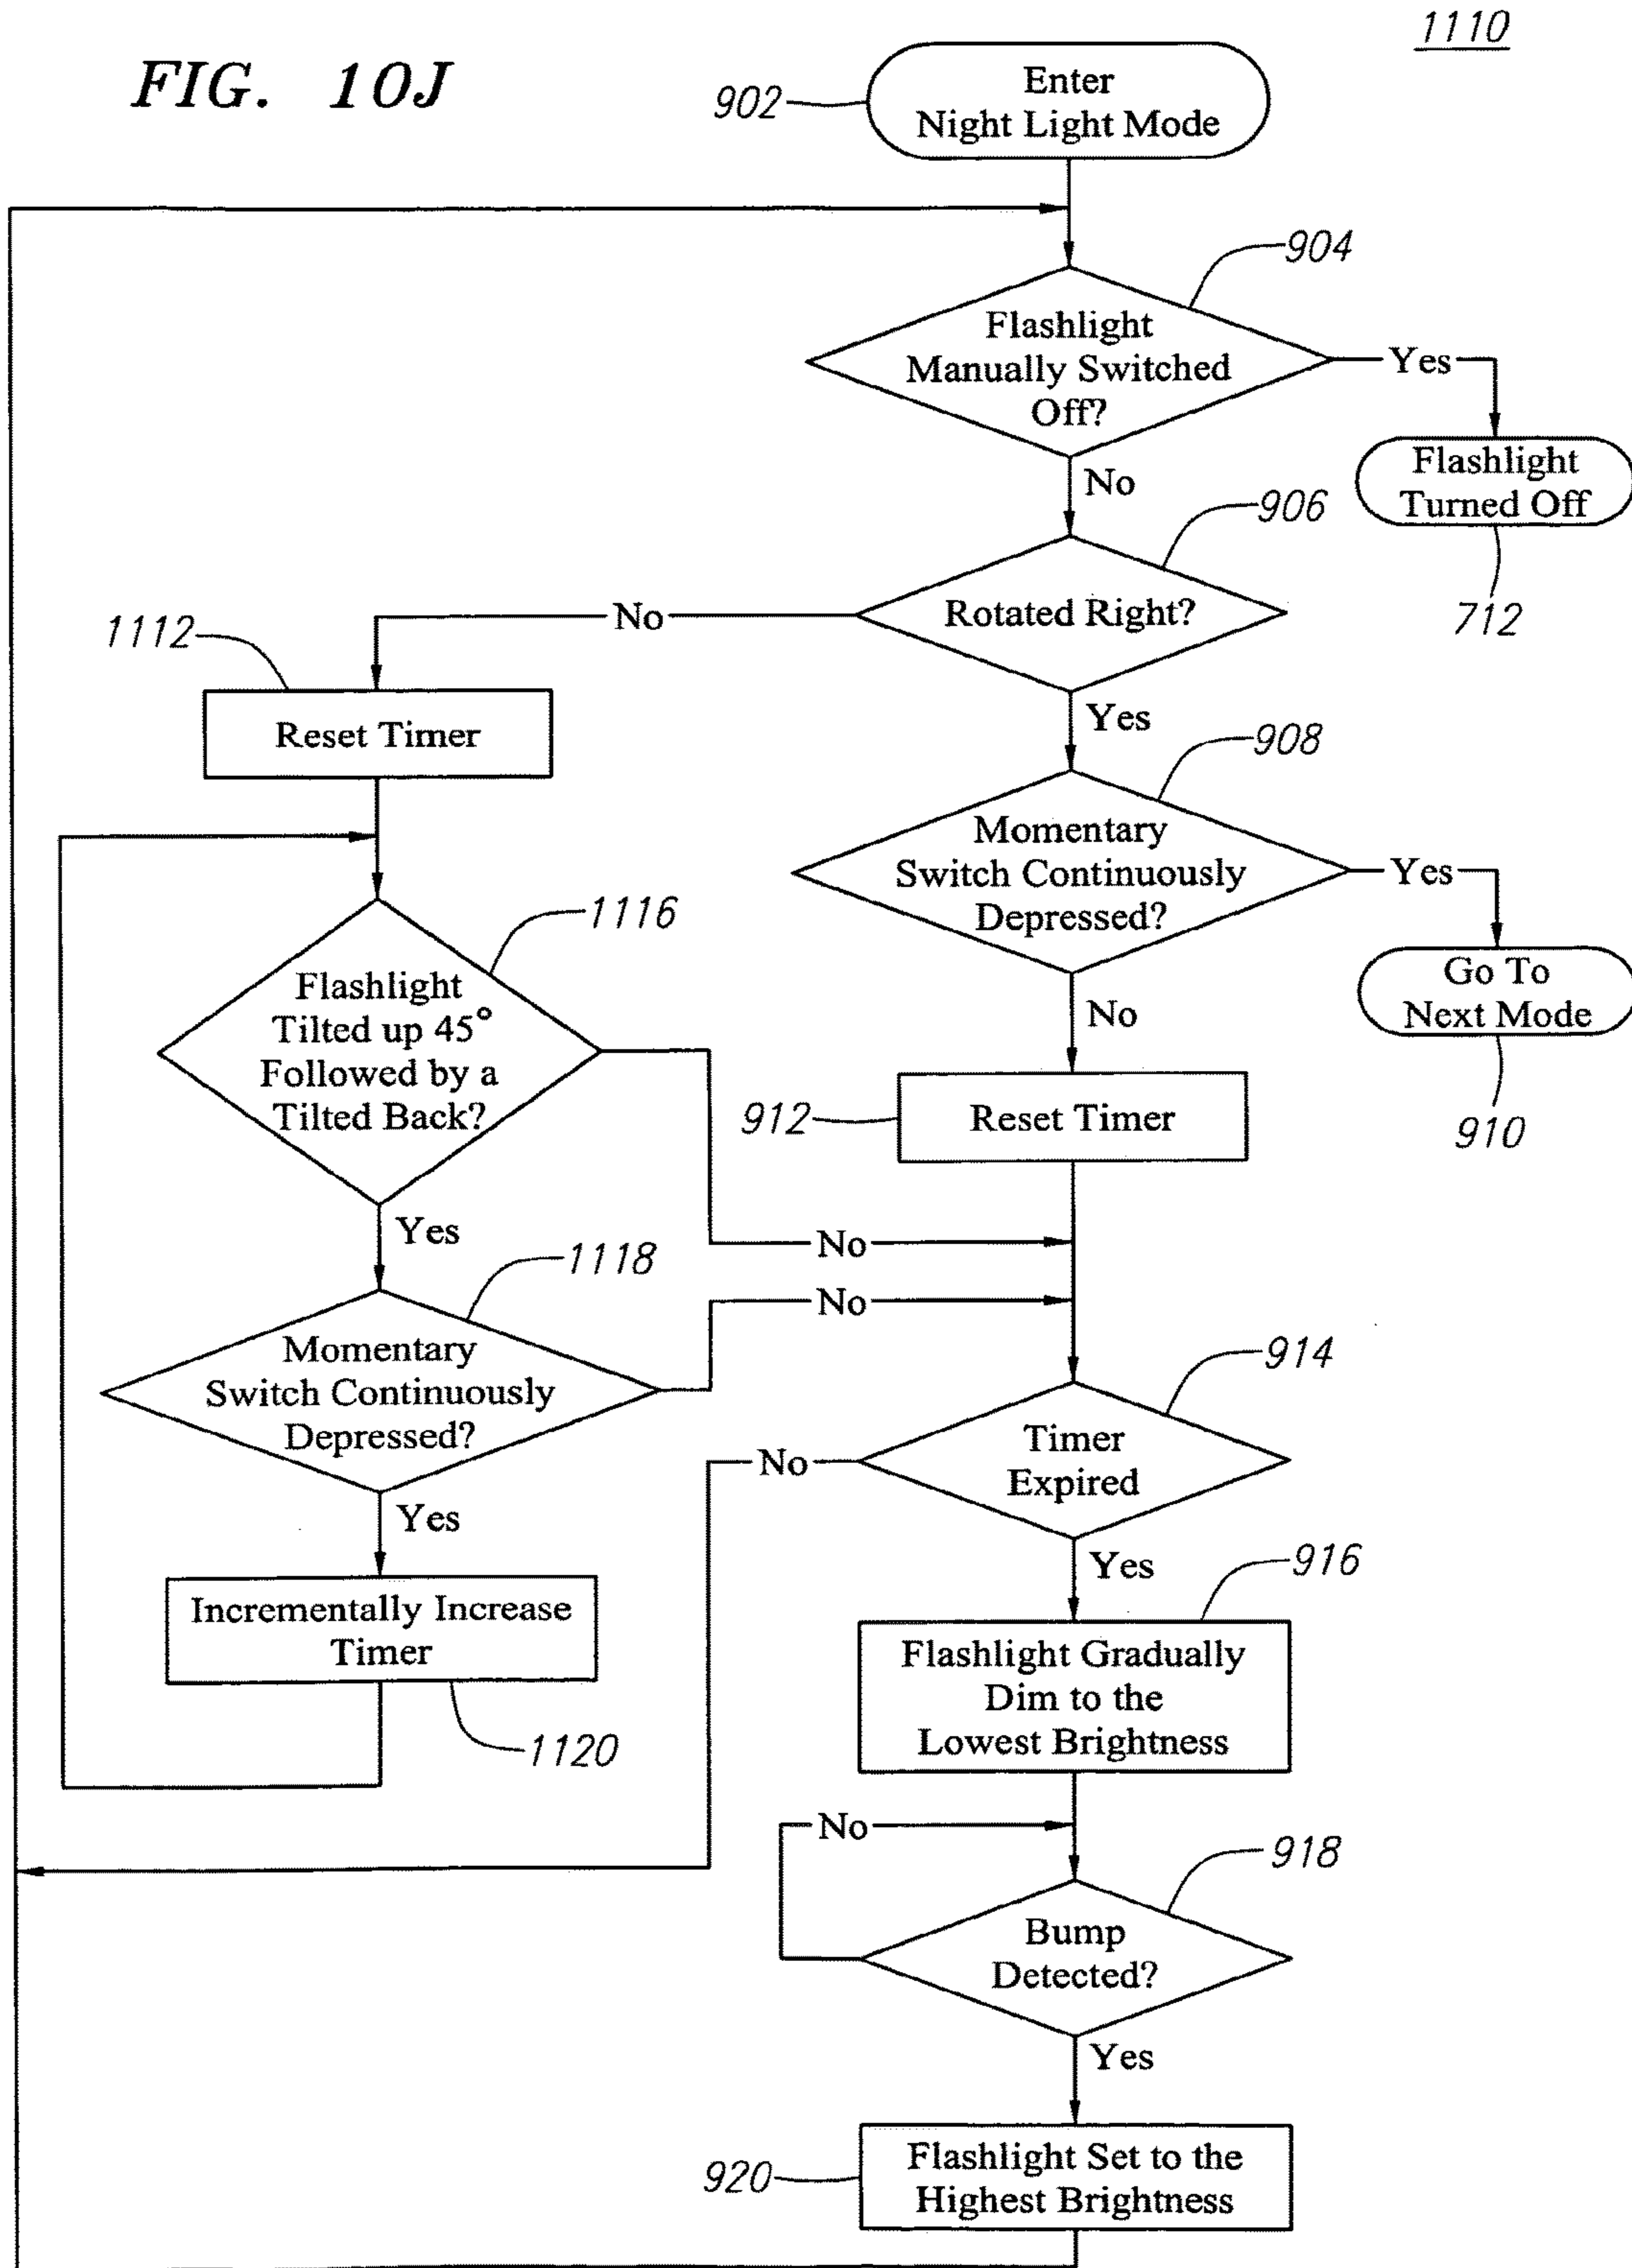 1110
FIG. 10J
902
Enter
Night Light Mode
904
Flashlight
Manually Switched
Off?
Yes
Flashlight
Turned Off
712
No
906
Rotated Right?
No
1112
Reset Timer
Yes
908
Momentary
Switch Continuously
Depressed?
Yes
Go To
Next Mode
910
No
912
Reset Timer
1116
Flashlight
Tilted up 45°
Followed by a
Tilted Back?
No
Yes
1118
Momentary
Switch Continuously
Depressed?
No
Yes
Incrementally Increase
Timer
1120
914
Timer
Expired
No
Yes
916
Flashlight Gradually
Dim to the
Lowest Brightness
No
918
Bump
Detected?
Yes
920
Flashlight Set to the
Highest Brightness